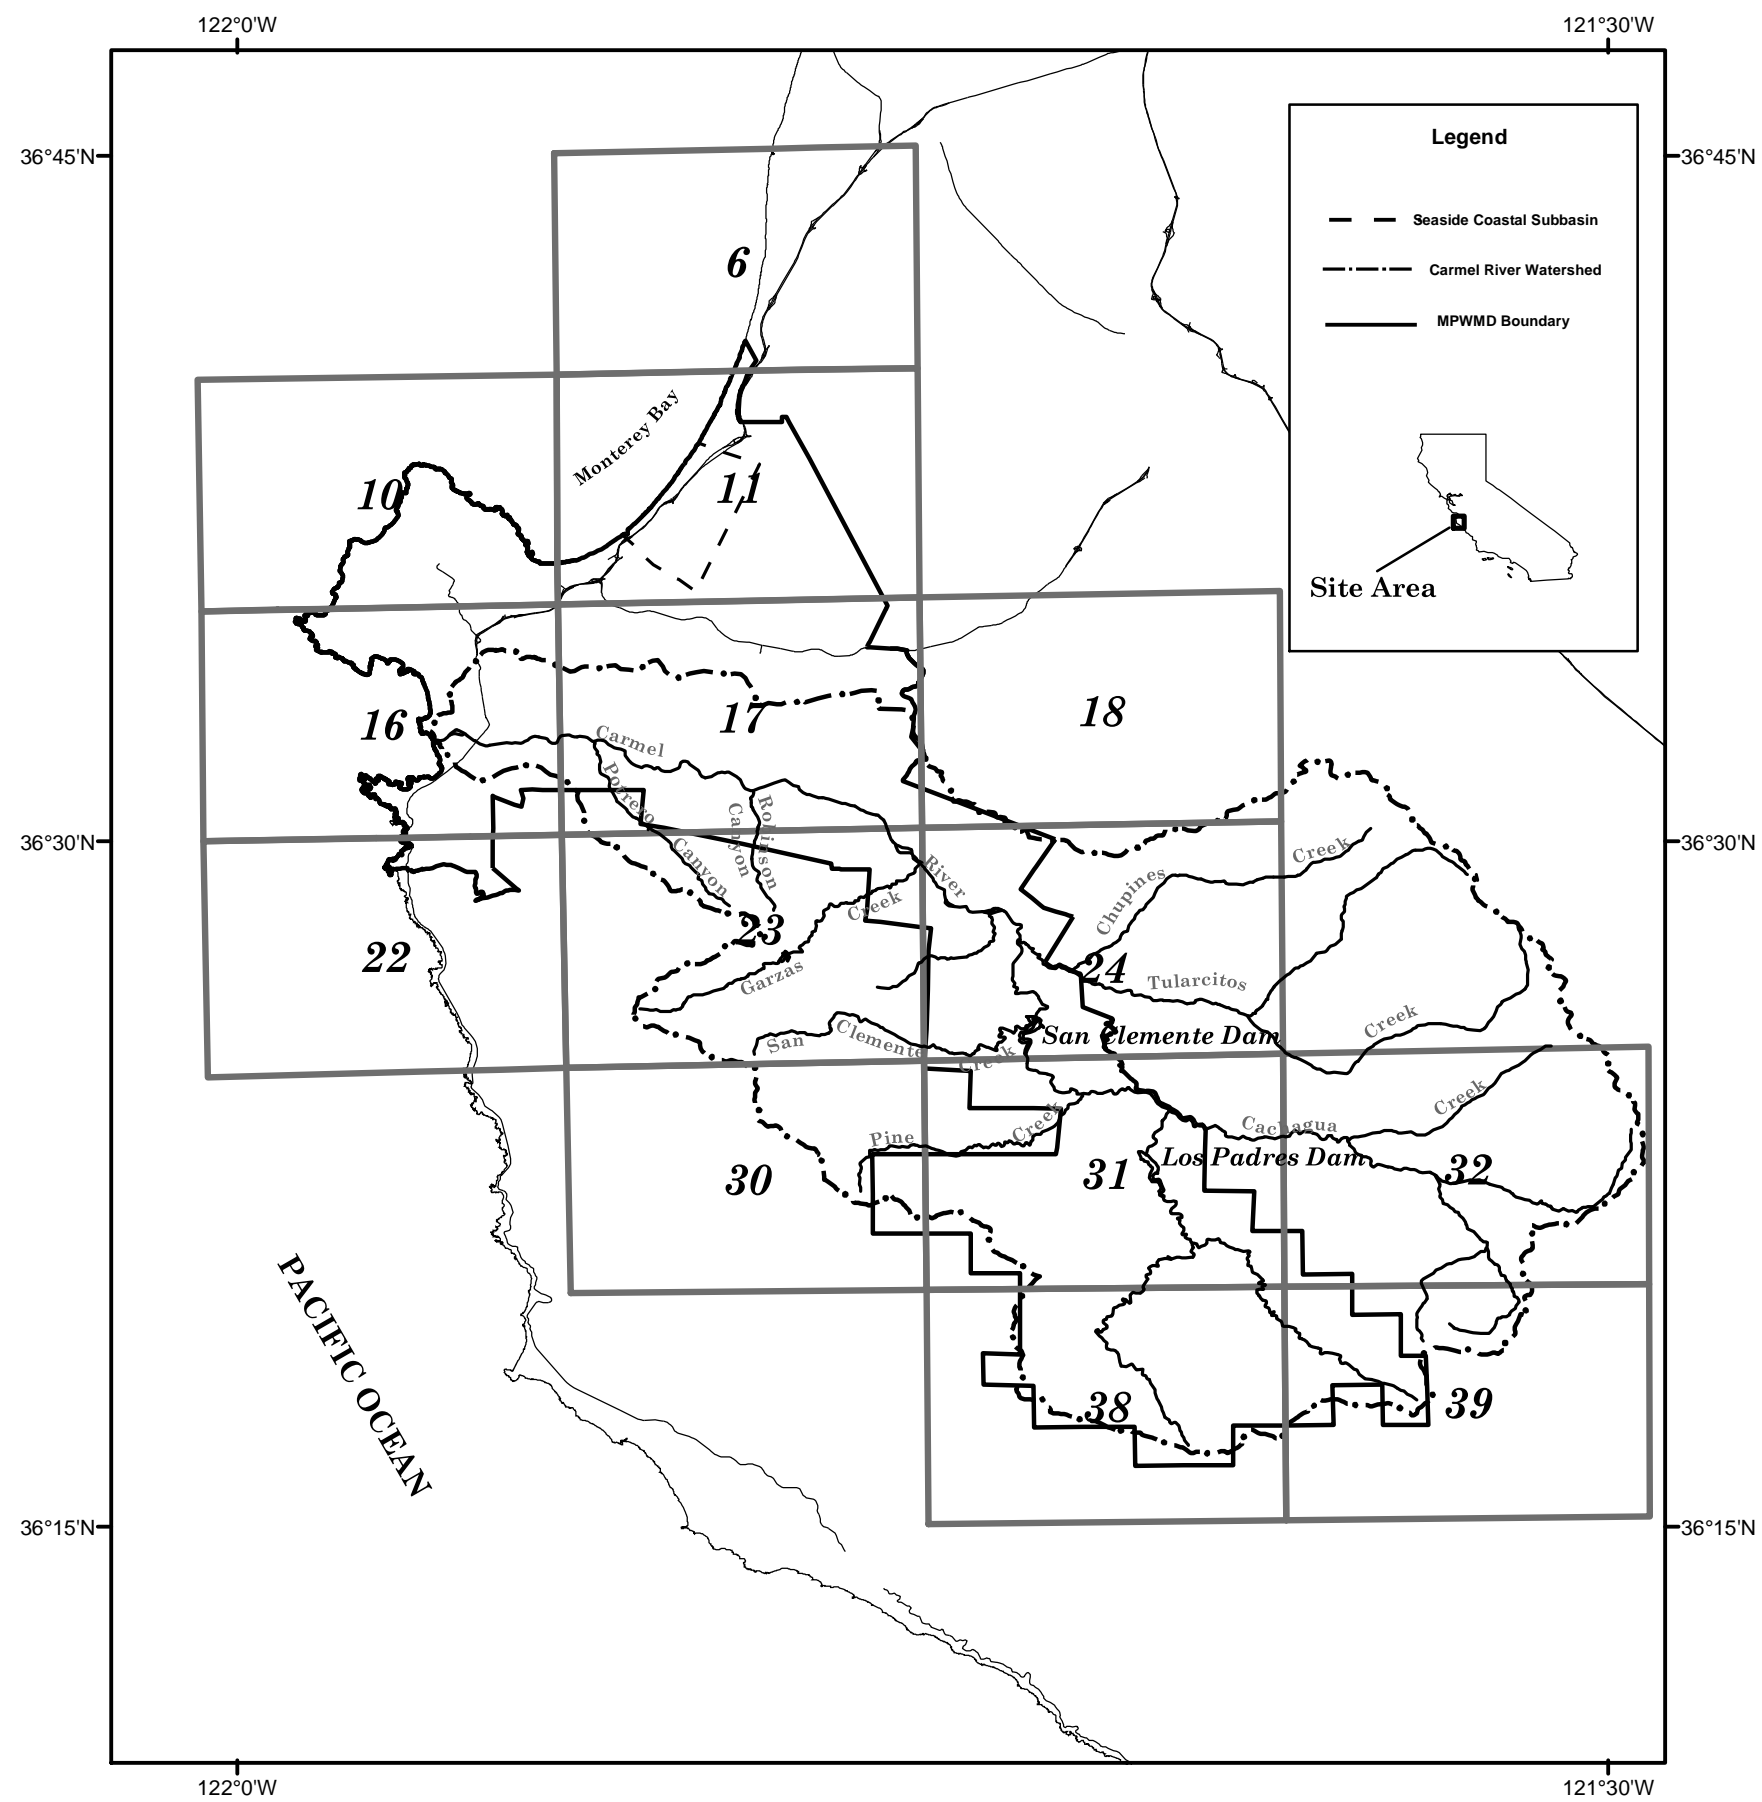 122°0'W
121°30'W
36°45'N
36°45'N
Legend
Seaside Coastal Subbasin
Carmel River Watershed
MPWMD Boundary
Site Area
6
Monterey Bay
10
11
16
17
18
Carmel
Potrero
Canyon
Robinson
Canyon
River
36°30'N
36°30'N
Creek
Chupines
Creek
Garzas
22
23
24
Tularcitos
Creek
San
Clemente
Creek
San Clemente Dam
Pine
Creek
Cachagua
Creek
Los Padres Dam
30
31
32
PACIFIC OCEAN
38
39
36°15'N
36°15'N
122°0'W
121°30'W